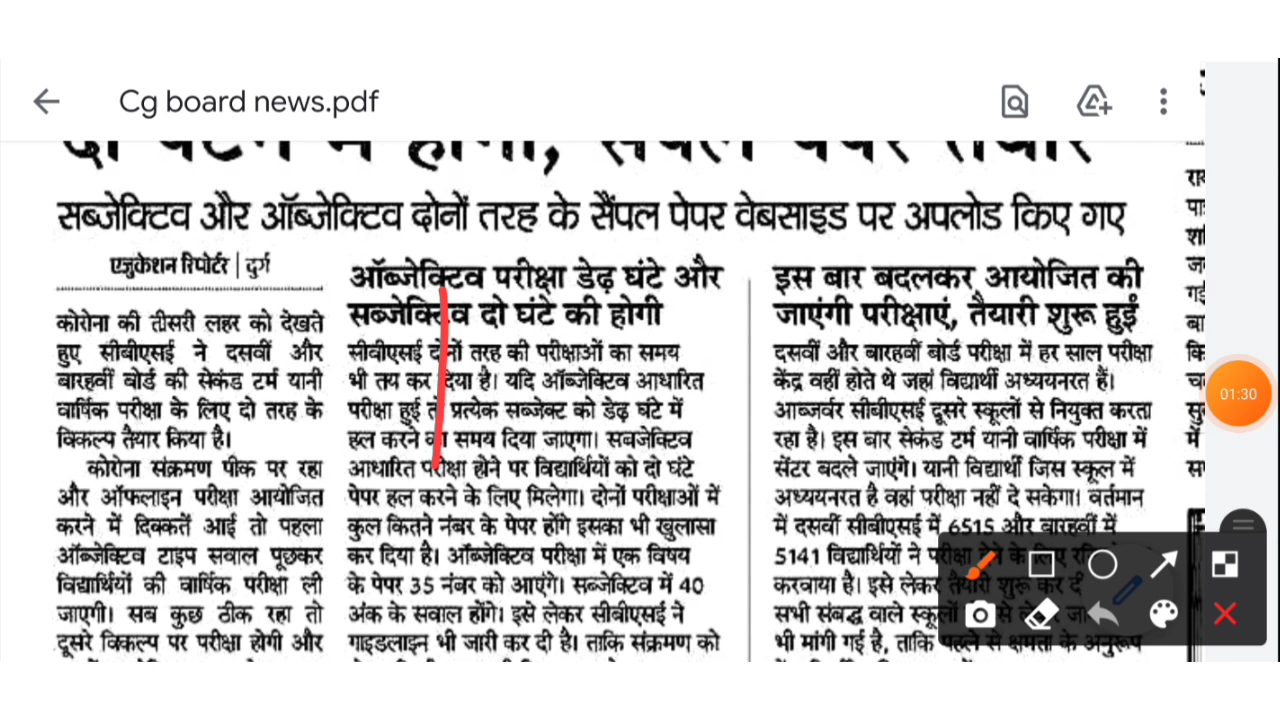 Cg board news.pdf
सब्जेक्टिव और ऑब्जेक्टिव दोनों तरह के सैंपल पेपर वेबसाइड पर अपलोड किए गए
एजुकेशन रिपोर्टर | दुर्ग
कोरोना की तीसरी लहर को देखते
हुए सीबीएसई ने दसवीं और
बारहवीं बोर्ड की सेकंड टर्म यानी
वार्षिक परीक्षा के लिए दो तरह के
विकल्प तैयार किया है।
कोरोना संक्रमण पीक पर रहा
और ऑफलाइन परीक्षा आयोजित
करने में दिक्कतें आई तो पहला
ऑब्जेक्टिव टाइप सवाल पूछकर
विद्यार्थियों की वार्षिक परीक्षा ली
जाएगी। सब कुछ ठीक रहा तो
दूसरे विकल्प पर परीक्षा होगी और
ऑब्जेक्टिव परीक्षा डेढ़ घंटे और
सब्जेक्टिव दो घंटे की होगी
सीबीएसई दोनों तरह की परीक्षाओं का समय
भी तय कर दिया है। यदि ऑब्जेक्टिव आधारित
परीक्षा हुई तो प्रत्येक सब्जेक्ट को डेढ़ घंटे में
हल करने का समय दिया जाएगा। सबजेक्टिव
आधारित परीक्षा होने पर विद्यार्थियों को दो घंटे
पेपर हल करने के लिए मिलेगा। दोनों परीक्षाओं में
कुल कितने नंबर के पेपर होंगे इसका भी खुलासा
कर दिया है। ऑब्जेक्टिव परीक्षा में एक विषय
के पेपर 35 नंबर को आएंगे। सब्जेक्टिव में 40
अंक के सवाल होंगे। इसे लेकर सीबीएसई ने
गाइडलाइन भी जारी कर दी है। ताकि संक्रमण को
इस बार बदलकर आयोजित की
जाएंगी परीक्षाएं, तैयारी शुरू हुई
दसवीं और बारहवीं बोर्ड परीक्षा में हर साल परीक्षा
केंद्र वहीं होते थे जहां विद्यार्थी अध्ययनरत हैं।
आब्जर्वर सीबीएसई दूसरे स्कूलों से नियुक्त करता
रहा है। इस बार सेकंड टर्म यानी वार्षिक परीक्षा में
सेंटर बदले जाएंगे। यानी विद्यार्थी जिस स्कूल में
अध्ययनरत है वहां परीक्षा नहीं दे सकेगा। वर्तमान
में दसवीं सीबीएसई में 6515 और बारहवीं में
5141 विद्यार्थियों ने परीक्षा देने के लिए
करवाया है। इसे लेकर तैयारी शुरू कर दी
सभी संबद्ध वाले स्कूलों से
भी मांगी गई है, ताकि पहले से क्षमता के अनुरूप
01:30